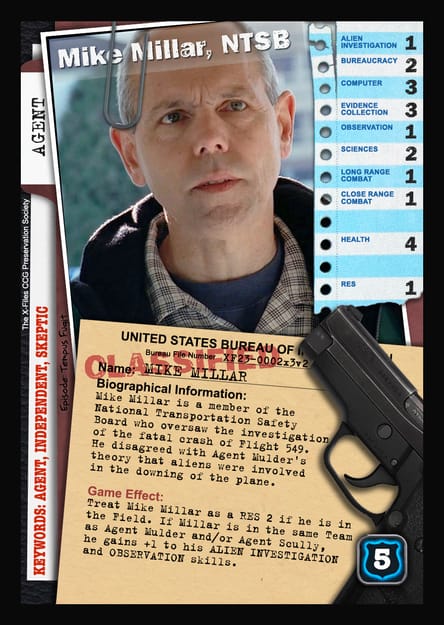 Mike Millar, NTSB
ALIEN INVESTIGATION 1
BUREAUCRACY 2
COMPUTER 3
EVIDENCE COLLECTION 3
OBSERVATION 1
SCIENCES 2
LONG RANGE COMBAT 1
CLOSE RANGE COMBAT 1
HEALTH 4
RES 1
AGENT
The X-Files CCG Preservation Society
KEYWORDS: AGENT, INDEPENDENT, SKEPTIC
Episode: Tempus Fugit
UNITED STATES BUREAU OF
Bureau File Number XF23-0002x3v2
CLASSIFIED
Name: MIKE MILLAR
Biographical Information:
Mike Millar is a member of the
National Transportation Safety
Board who oversaw the investigation
of the fatal crash of Flight 549.
He disagreed with Agent Mulder's
theory that aliens were involved
in the downing of the plane.
Game Effect:
Treat Mike Millar as a RES 2 if he is in
the Field. If Millar is in the same Team
as Agent Mulder and/or Agent Scully,
he gains +1 to his ALIEN INVESTIGATION
and OBSERVATION skills.
5